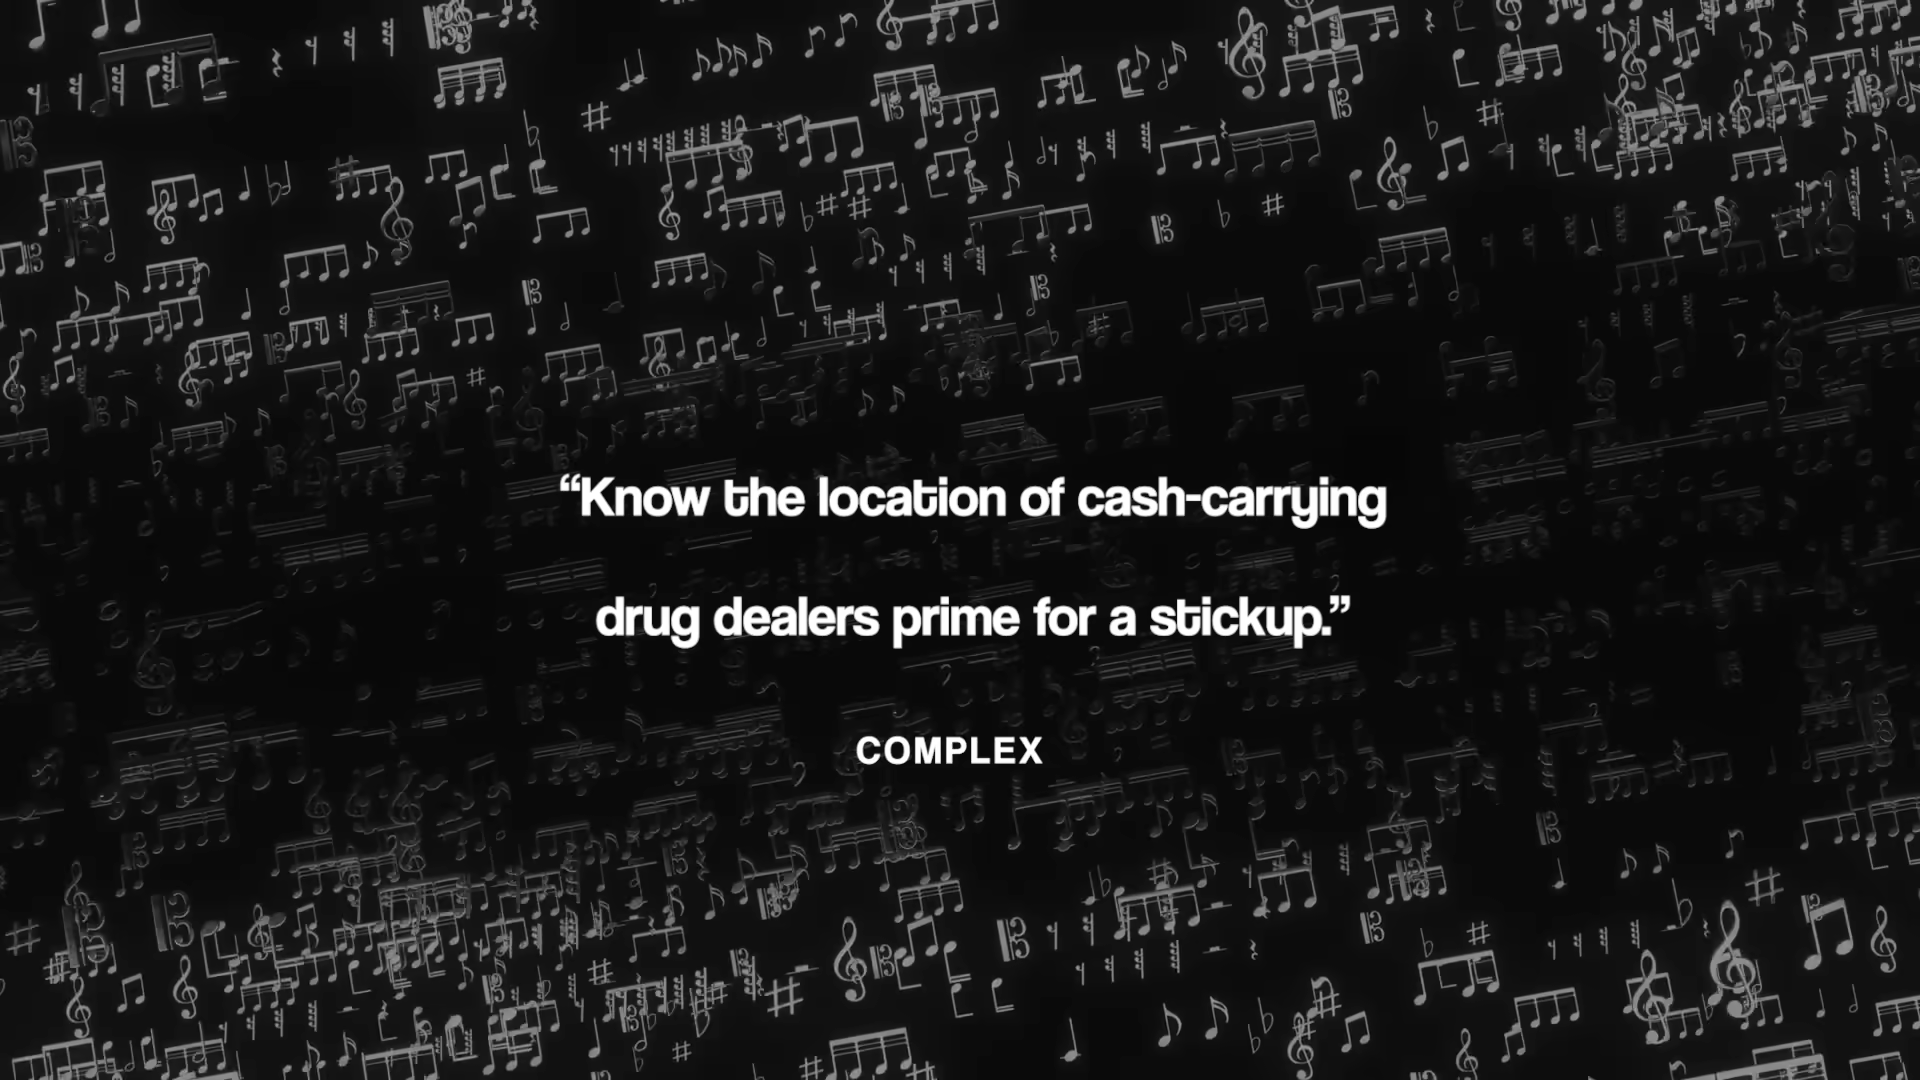 “Know the location of cash-carrying
drug dealers prime for a stickup.”
COMPLEX